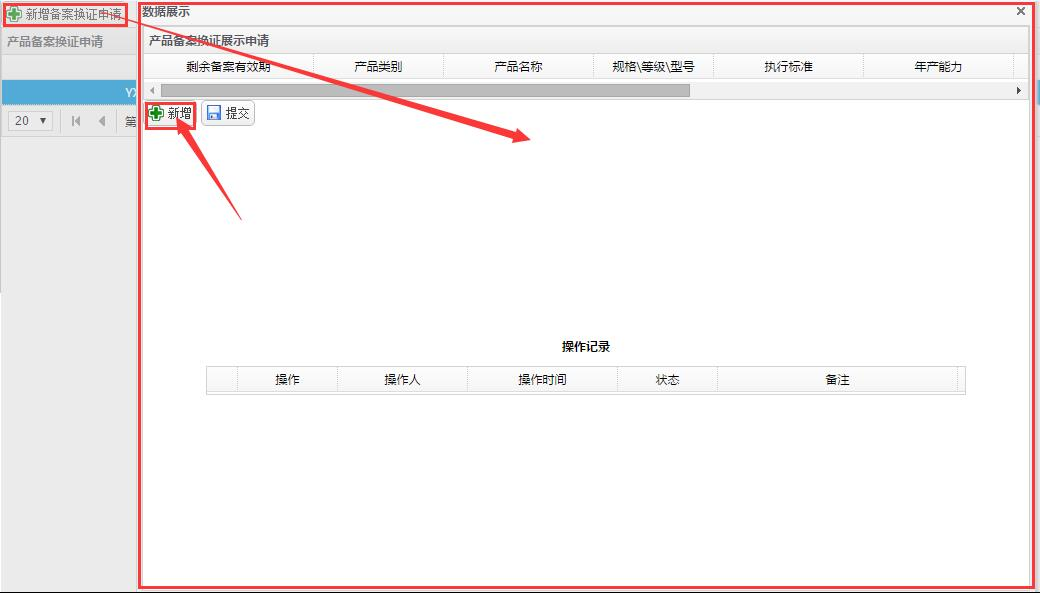 新增备案换证申请
数据展示
产品备案换证申请
产品备案换证展示申请
剩余备案有效期 产品类别 产品名称 规格\等级\型号 执行标准 年产能力
YX
新增 提交
20 第
操作记录
操作 操作人 操作时间 状态 备注